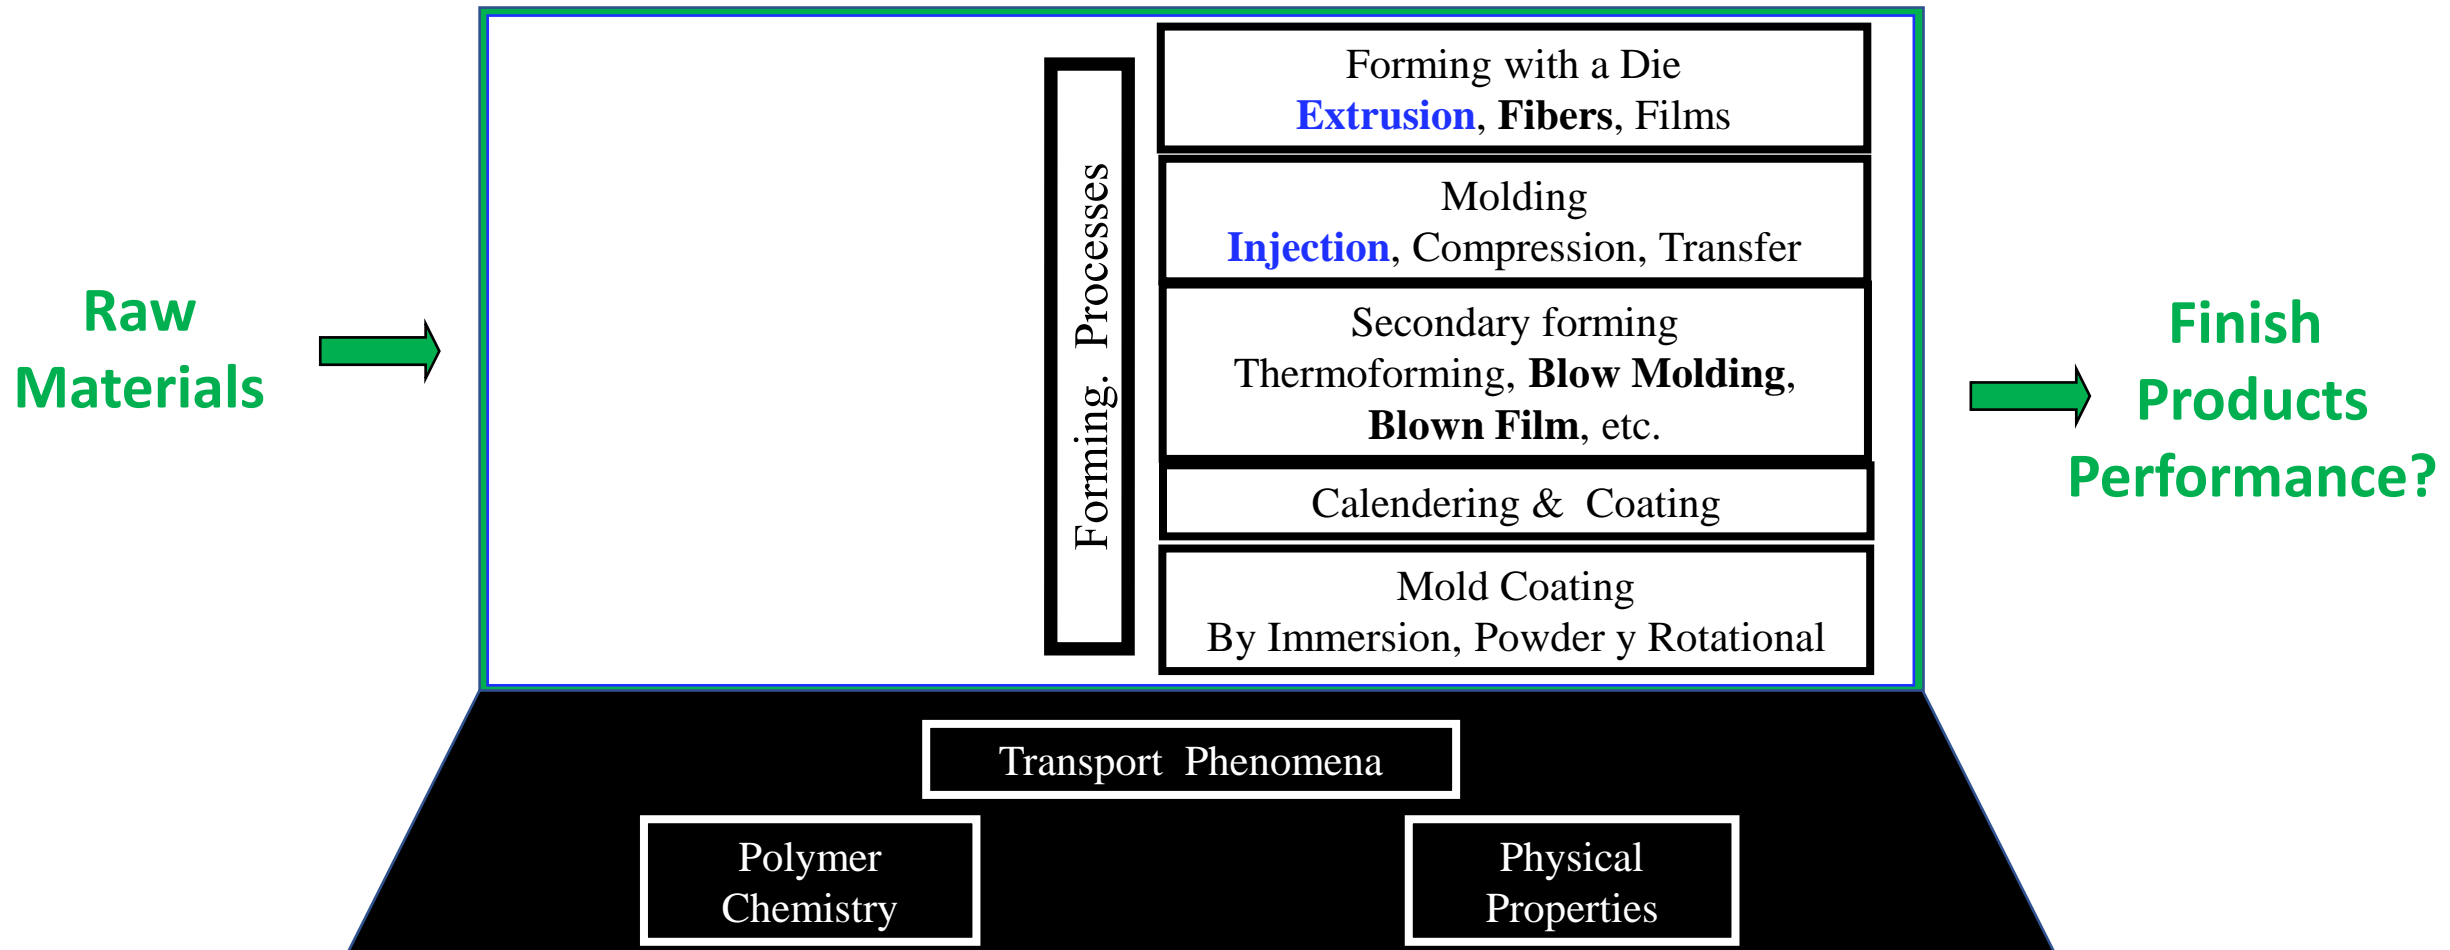 Raw
Materials
Forming. Processes
Forming with a Die
Extrusion, Fibers, Films
Molding
Injection, Compression, Transfer
Secondary forming
Thermoforming, Blow Molding,
Blown Film, etc.
Calendering & Coating
Mold Coating
By Immersion, Powder y Rotational
Finish
Products
Performance?
Transport Phenomena
Polymer
Chemistry
Physical
Properties